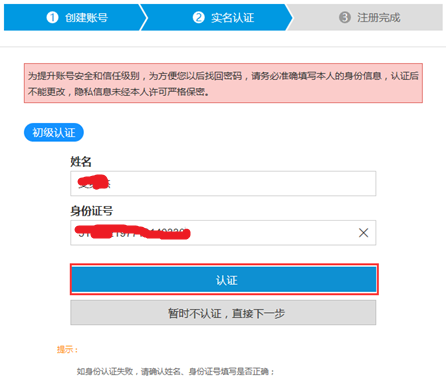 1 创建账号
2 实名认证
3 注册完成
为提升账号安全和信任级别，为方便您以后找回密码，请务必准确填写本人的身份信息，认证后
不能更改，隐私信息未经本人许可严格保密。
初级认证
姓名
身份证号
认证
暂时不认证，直接下一步
提示：
如身份认证失败，请确认姓名、身份证号填写是否正确；